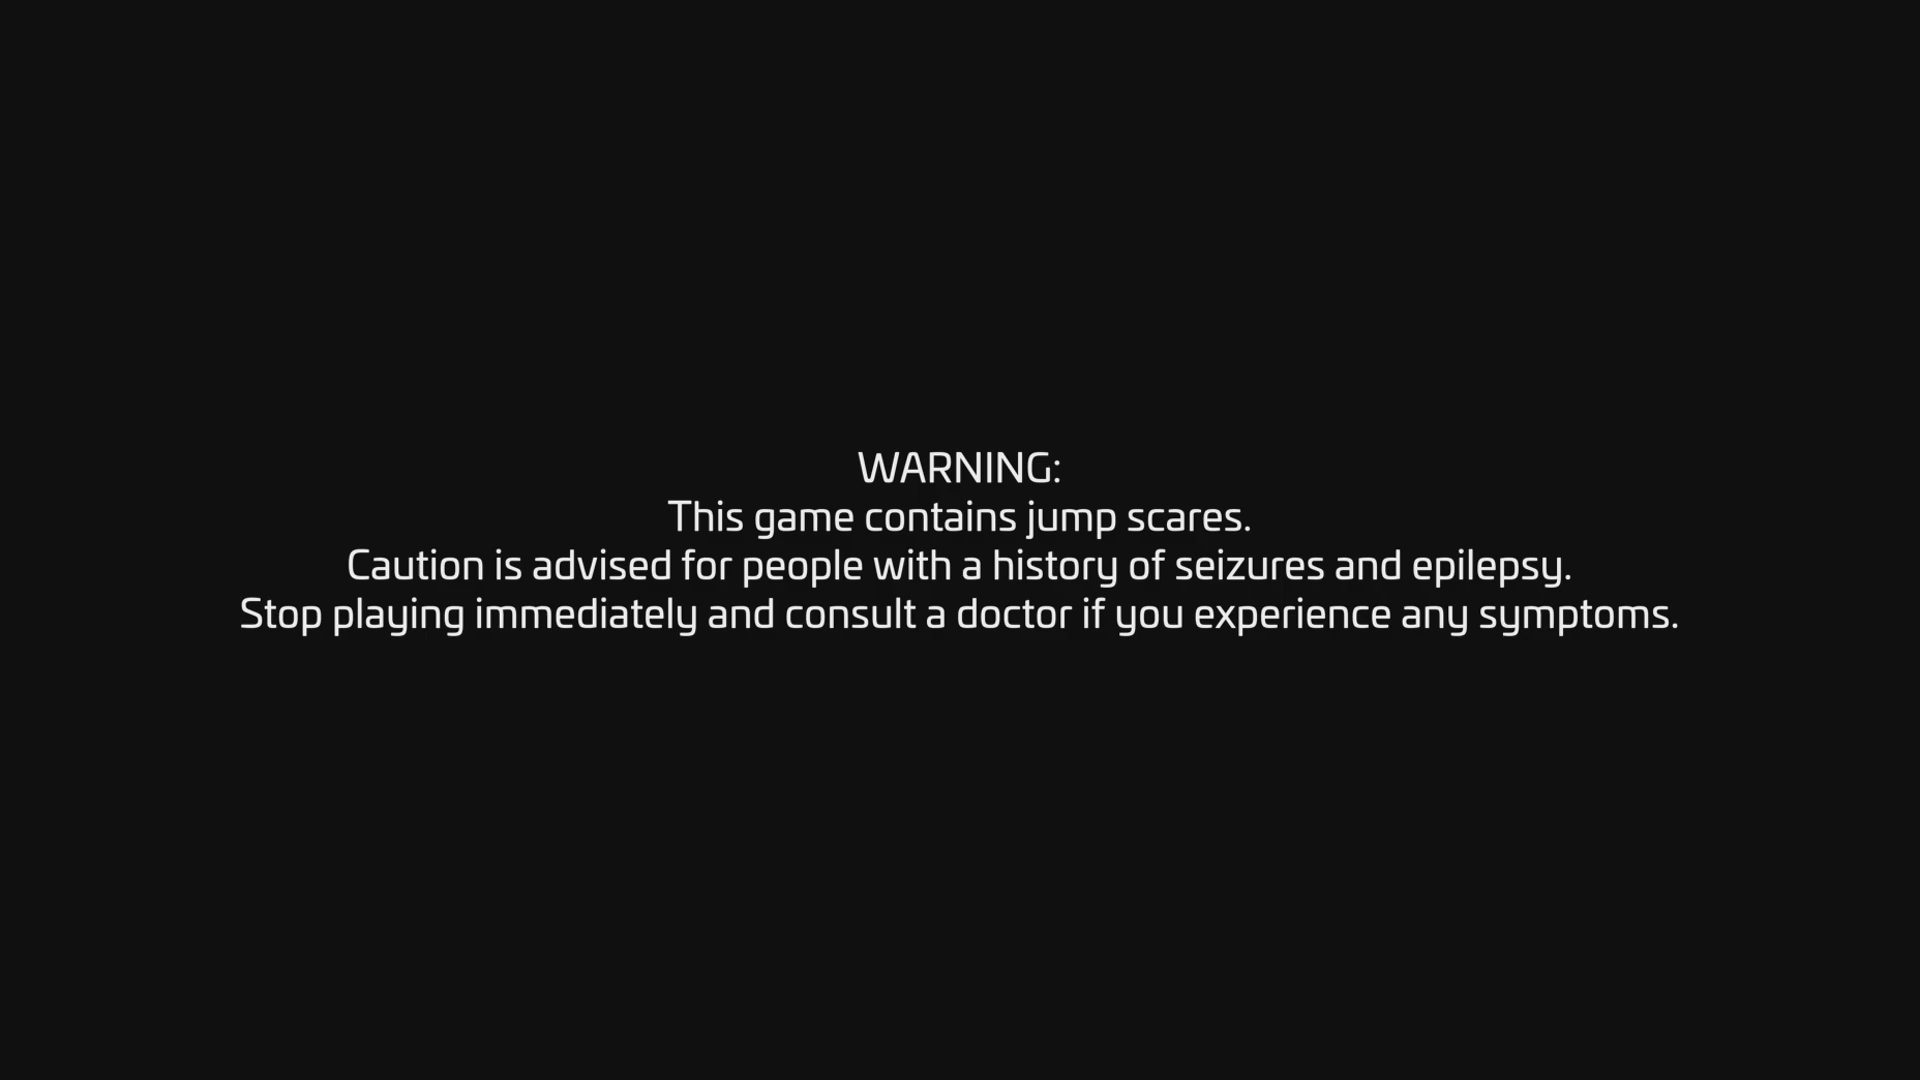 WARNING:
This game contains jump scares.
Caution is advised for people with a history of seizures and epilepsy.
Stop playing immediately and consult a doctor if you experience any symptoms.